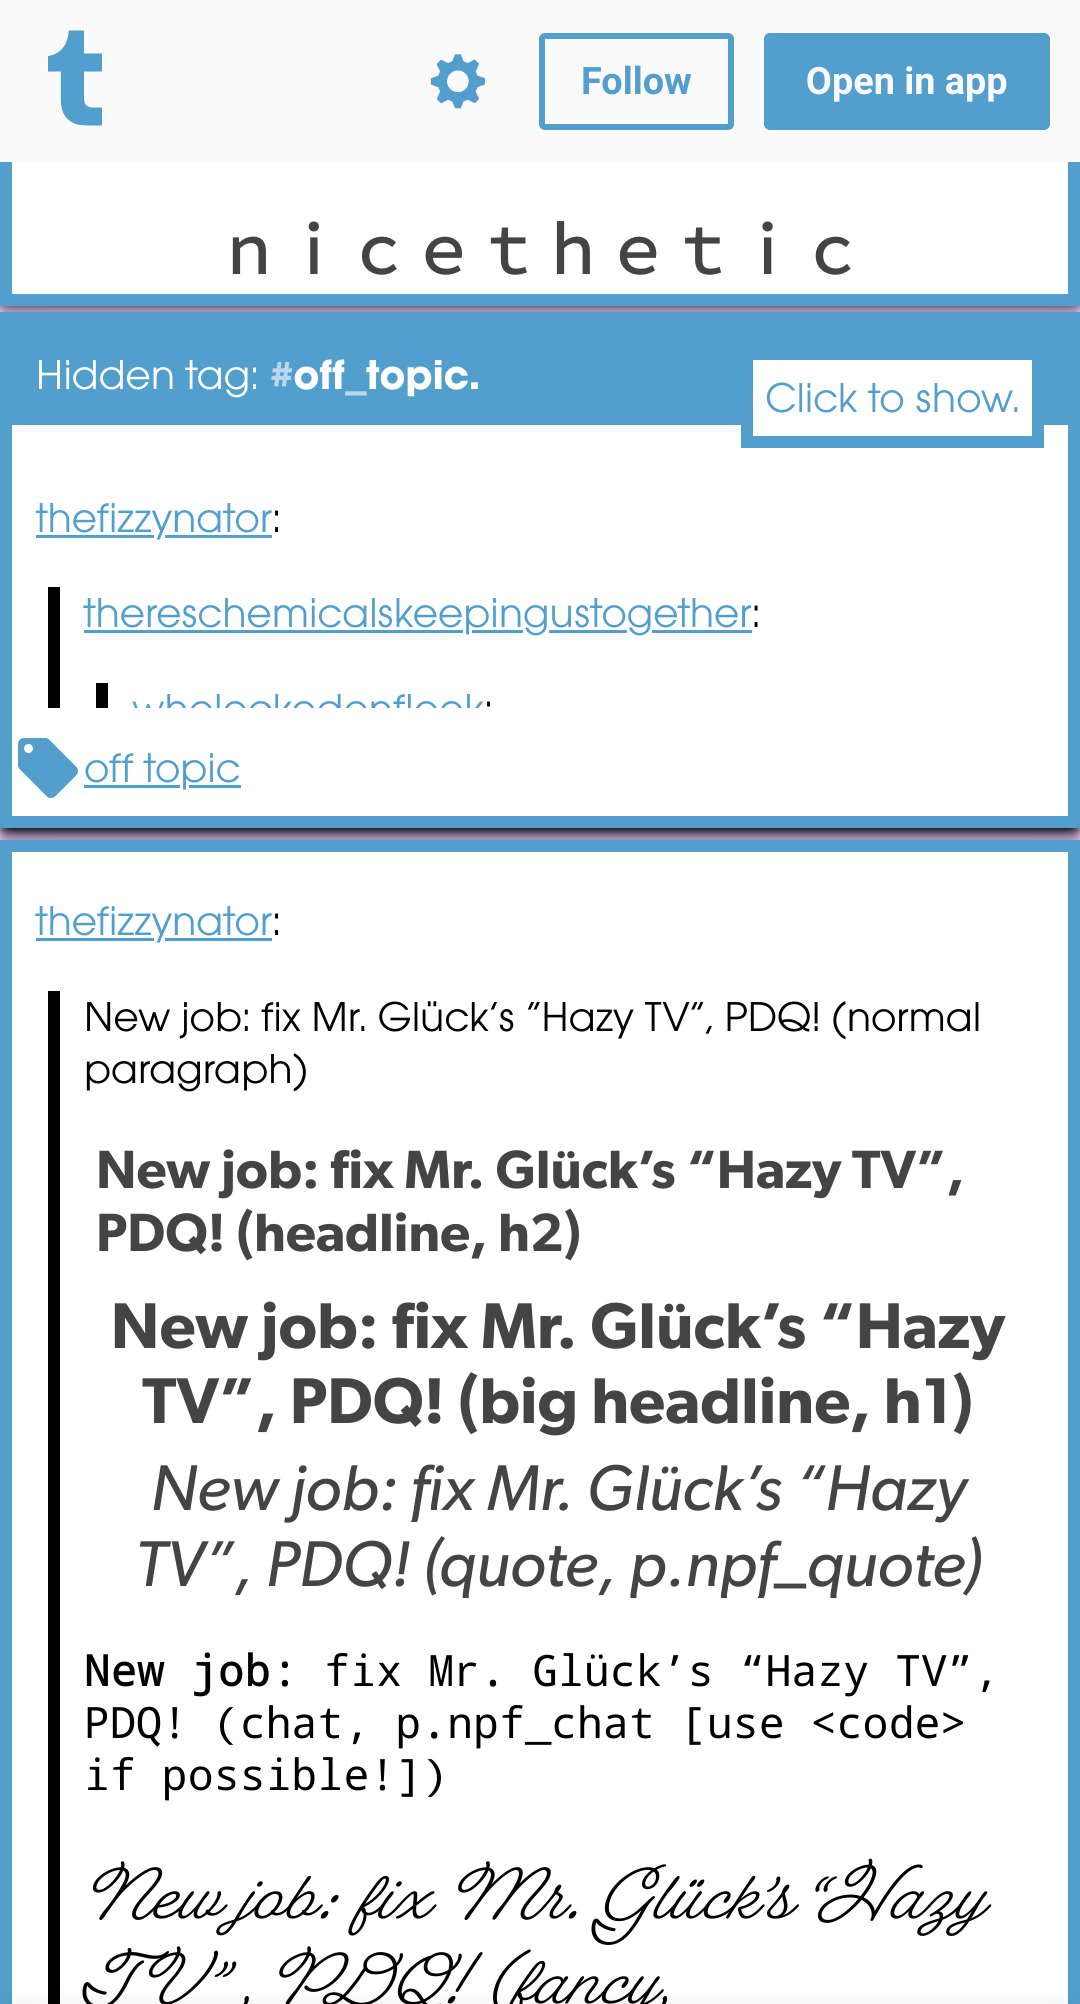 t
Follow
Open in app
nicethetic
Hidden tag: #off_topic.
Click to show.
thefizzynator:
thereschemicalskeepingustogether:
off topic
thefizzynator:
New job: fix Mr. Glück’s “Hazy TV”, PDQ! (normal
paragraph)
New job: fix Mr. Glück’s “Hazy TV”,
PDQ! (headline, h2)
New job: fix Mr. Glück’s “Hazy
TV”, PDQ! (big headline, h1)
New job: fix Mr. Glück’s “Hazy
TV”, PDQ! (quote, p.npf_quote)
New job: fix Mr. Glück’s “Hazy TV”,
PDQ! (chat, p.npf_chat [use <code>
if possible!])
New job: fix Mr. Glück’s “Hazy
TV”, PDQ! (fancy,